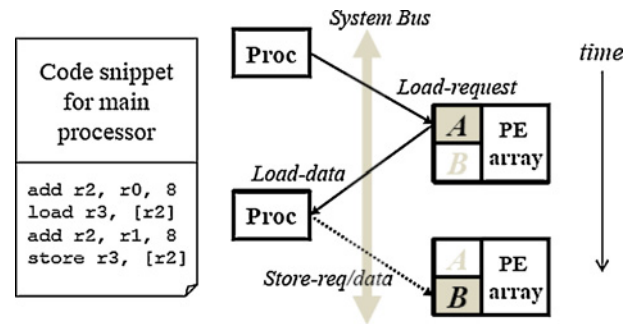 System Bus
Code snippet
for main
processor
add r2, r0, 8
load r3, [r2]
add r2, r1, 8
store r3, [r2]
Proc
Load-request
A
B
PE
array
Load-data
Proc
Store-req/data
A
B
PE
array
time